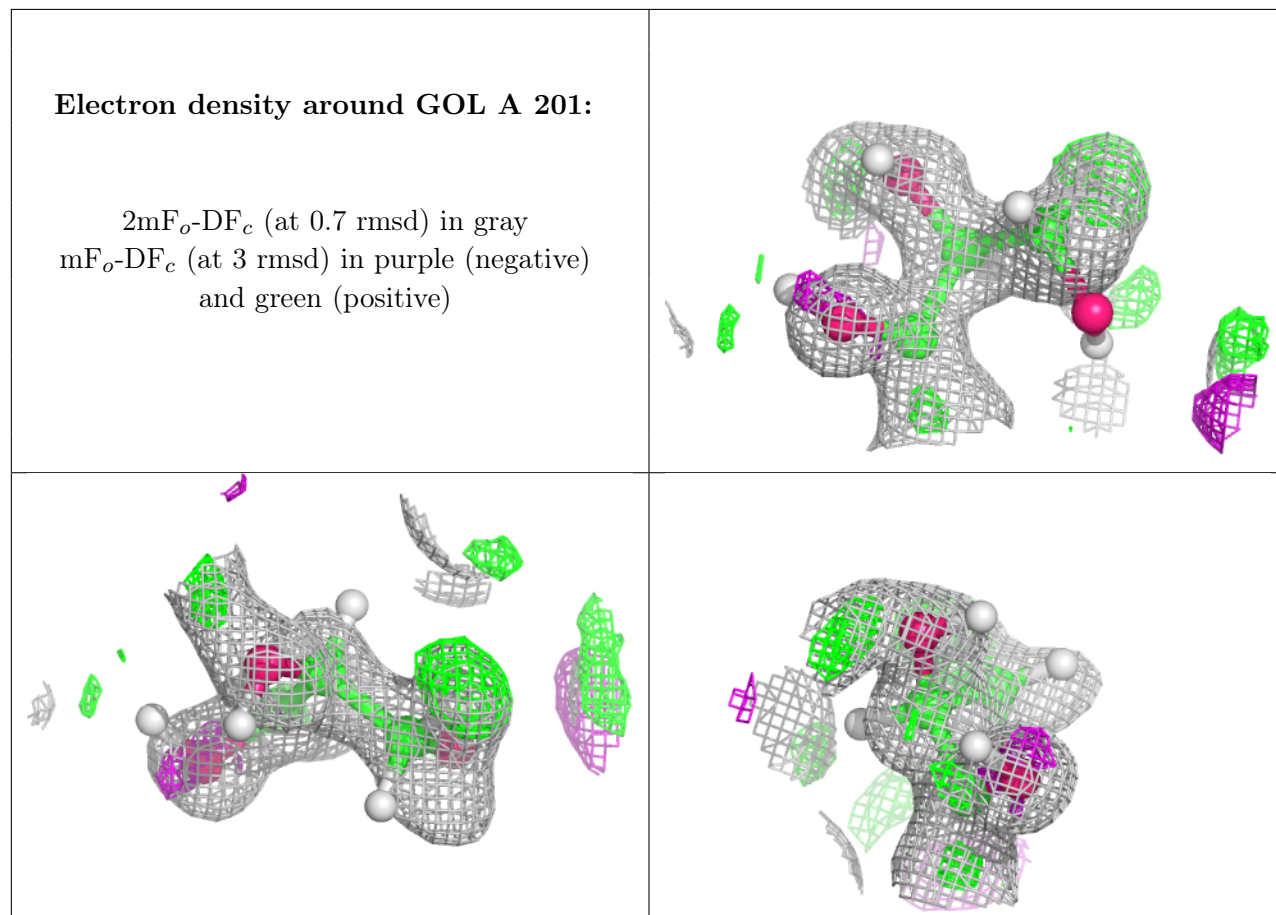 Electron density around GOL A 201:
2mFo-DFc (at 0.7 rmsd) in gray
mFo-DFc (at 3 rmsd) in purple (negative)
and green (positive)